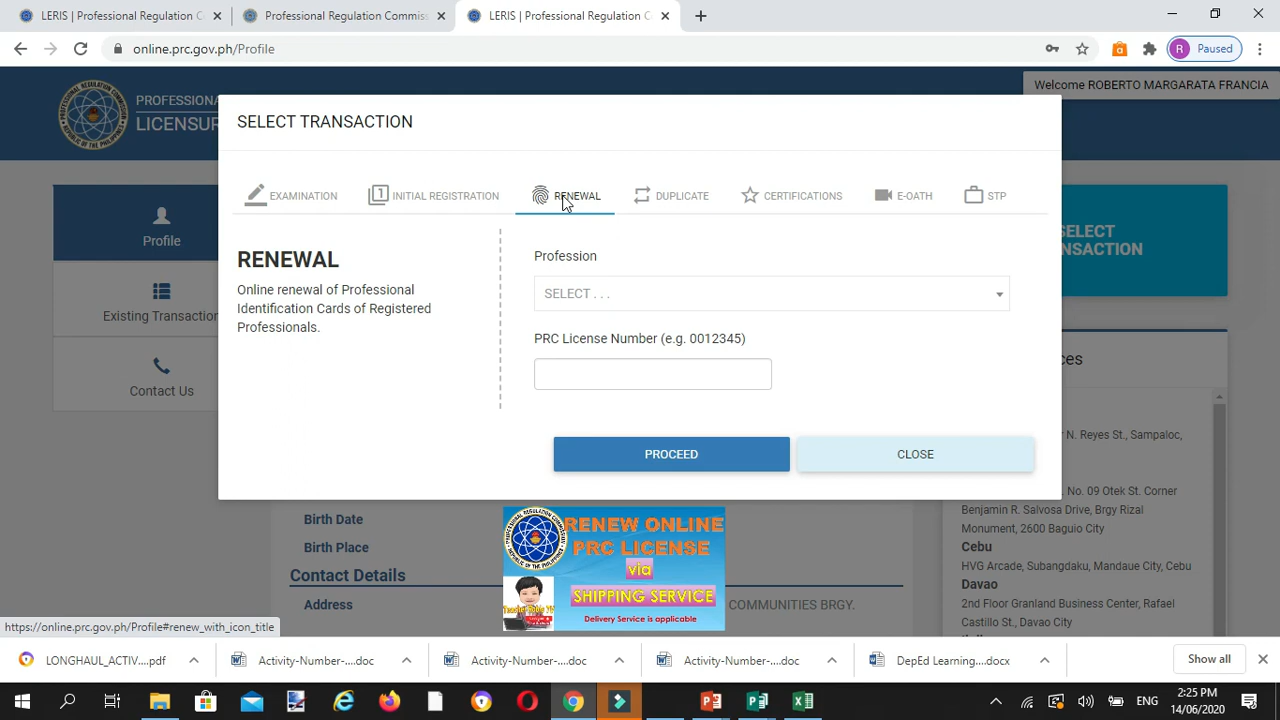 LERIS | Professional Regulation C
Professional Regulation Commiss
LERIS | Professional Regulation C
online.prc.gov.ph/Profile
R
Paused
Welcome ROBERTO MARGARATA FRANCIA
PROFESSIONA
LICENSUR
SELECT TRANSACTION
EXAMINATION
1 INITIAL REGISTRATION
RENEWAL
DUPLICATE
CERTIFICATIONS
E-OATH
STP
Profile
Existing Transaction
Contact Us
RENEWAL
Online renewal of Professional
Identification Cards of Registered
Professionals.
Profession
SELECT . . .
PRC License Number (e.g. 0012345)
PROCEED
CLOSE
SELECT
NSACTION
ces
N. Reyes St., Sampaloc,
No. 09 Otek St. Corner
Benjamin R. Salvosa Drive, Brgy Rizal
Monument, 2600 Baguio City
Cebu
HVG Arcade, Subangdaku, Mandaue City, Cebu
Davao
2nd Floor Granland Business Center, Rafael
Castillo St., Davao City
Birth Date
Birth Place
Contact Details
Address
COMMUNITIES BRGY.
RENEW ONLINE
PRC LICENSE
via
SHIPPING SERVICE
Delivery Service is applicable
https://online.prc.gov.ph/Profile#renew_with_icon_title
LONGHAUL_ACTIV....pdf
Activity-Number-....doc
Activity-Number-....doc
Activity-Number-....doc
DepEd Learning....docx
Show all
ENG
2:25 PM
14/06/2020